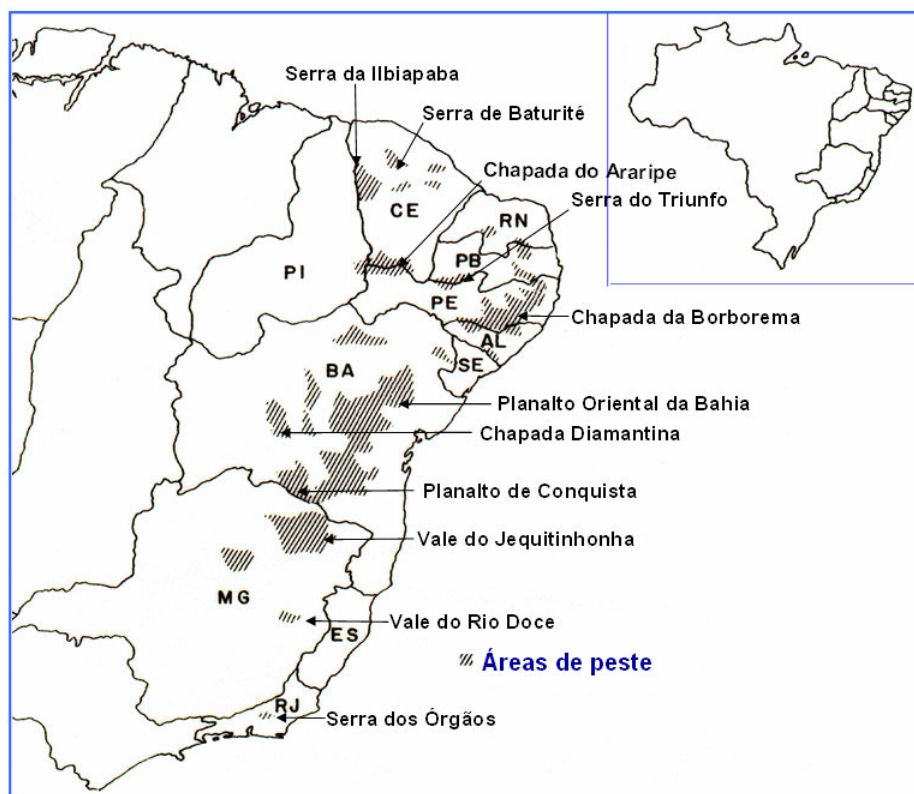 Serra da Ilbiapaba
Serra de Baturité
Chapada do Araripe
Serra do Triunfo
CE
RN
PB
PI
PE
Chapada da Borborema
AL
SE
BA
Planalto Oriental da Bahia
Chapada Diamantina
Planalto de Conquista
Vale do Jequitinhonha
MG
Vale do Rio Doce
ES
Áreas de peste
RJ
Serra dos Órgãos